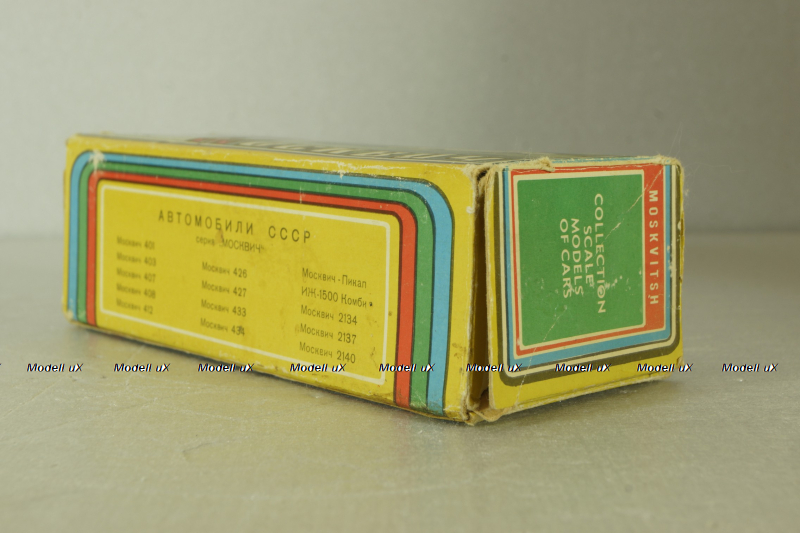 АВТОМОБИЛИ СССР
серия "МОСКВИЧ"
Москвич 401
Москвич 403
Москвич 407
Москвич 408
Москвич 412
Москвич 426
Москвич 427
Москвич 433
Москвич 434
Москвич-Пикап
ИЖ-1500 Комби
Москвич 2134
Москвич 2137
Москвич 2140
MOSKVITSH
COLLECTION
SCALE
MODELS
OF CARS
Modell uX Modell uX Modell uX Modell uX Modell uX Modell uX Modell uX Modell uX